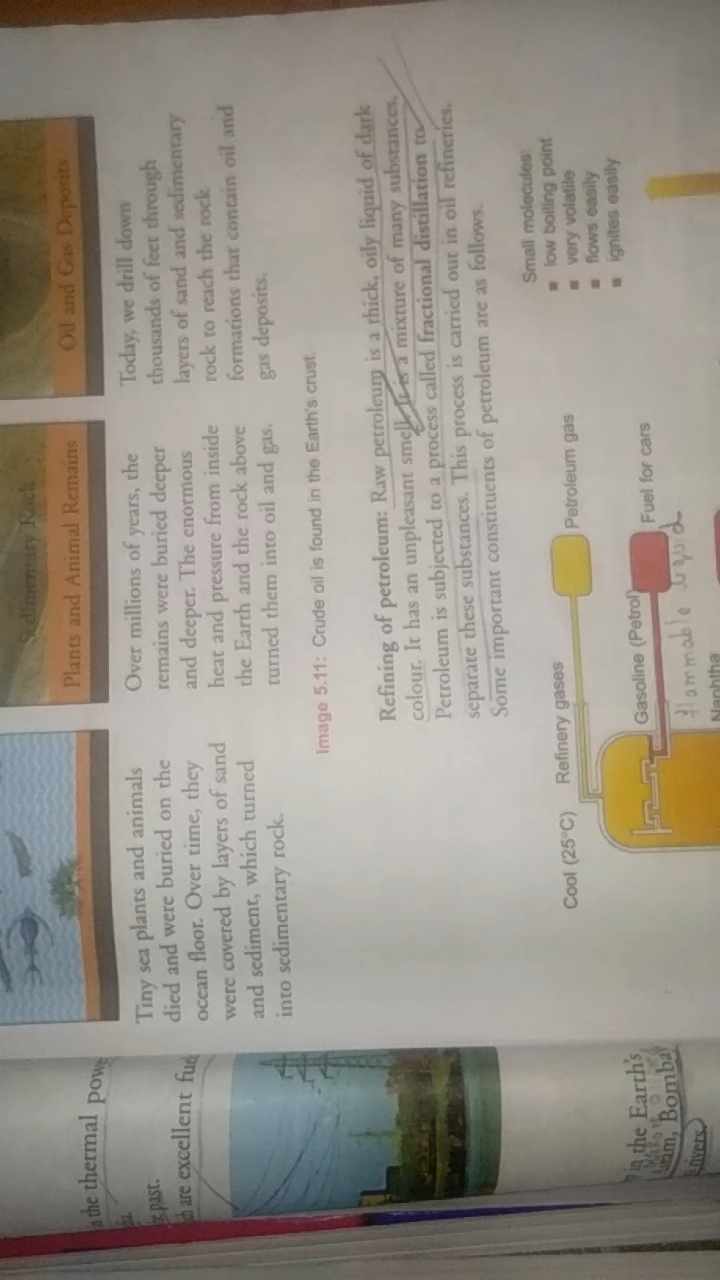 the thermal
past.
are excellent
in the Earth's
Bombay
rivers
Sedimentary Rock
Plants and Animal Remains
Oil and Gas Deposits
Tiny sea plants and animals
died and were buried on the
ocean floor. Over time, they
were covered by layers of sand
and sediment, which turned
into sedimentary rock.
Over millions of years, the
remains were buried deeper
and deeper. The enormous
heat and pressure from inside
the Earth and the rock above
turned them into oil and gas.
Today, we drill down
thousands of feet through
layers of sand and sedimentary
rock to reach the rock
formations that contain oil and
gas deposits.
Image 5.11: Crude oil is found in the Earth's crust.
Refining of petroleum: Raw petroleum is a thick, oily liquid of dark
colour. It has an unpleasant smell. It is a mixture of many substances.
Petroleum is subjected to a process called fractional distillation to
separate these substances. This process is carried out in oil refineries.
Some important constituents of petroleum are as follows.
Small molecules:
▪ low boiling point
▪ very volatile
▪ flows easily
▪ ignites easily
Cool (25°C)
Refinery gases
Petroleum gas
Gasoline (Petrol)
Fuel for cars
flammable liquid
Naphtha